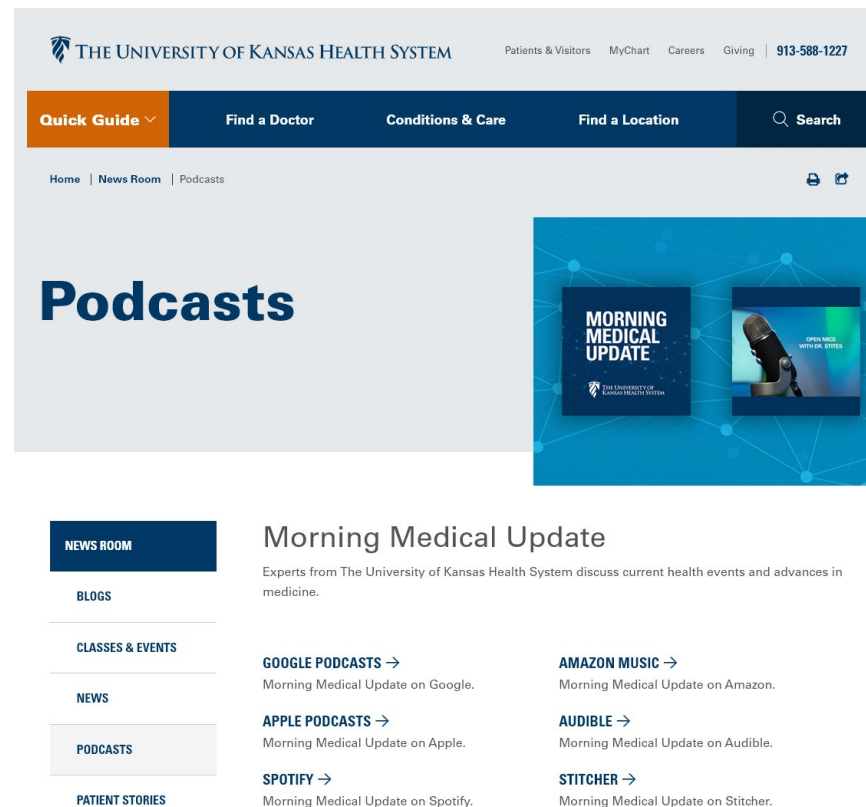 THE UNIVERSITY OF KANSAS HEALTH SYSTEM
Patients & Visitors MyChart Careers Giving | 913-588-1227
Quick Guide Find a Doctor Conditions & Care Find a Location Search
Home | News Room | Podcasts
Podcasts
MORNING
MEDICAL
UPDATE
THE UNIVERSITY OF
KANSAS HEALTH SYSTEM
OPEN MICS
WITH DR. STITES
NEWS ROOM
BLOGS
CLASSES & EVENTS
NEWS
PODCASTS
PATIENT STORIES
Morning Medical Update
Experts from The University of Kansas Health System discuss current health events and advances in
medicine.
GOOGLE PODCASTS →
Morning Medical Update on Google.
AMAZON MUSIC →
Morning Medical Update on Amazon.
APPLE PODCASTS →
Morning Medical Update on Apple.
AUDIBLE →
Morning Medical Update on Audible.
SPOTIFY →
Morning Medical Update on Spotify.
STITCHER →
Morning Medical Update on Stitcher.